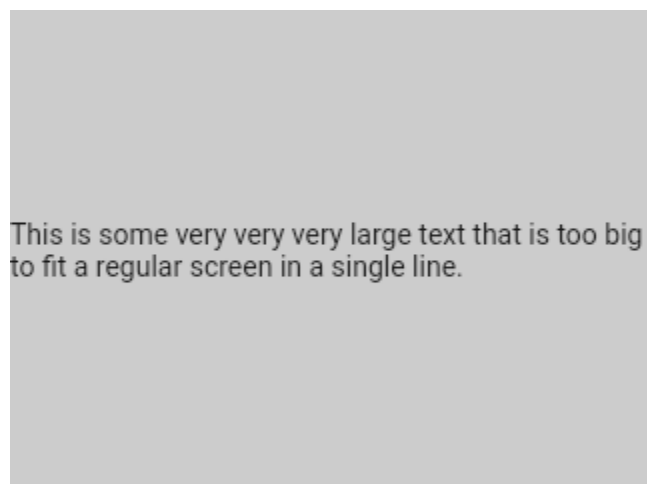 This is some very very very large text that is too big
to fit a regular screen in a single line.